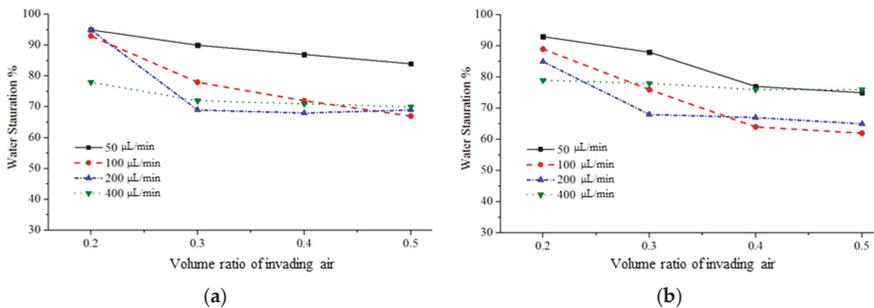 100
90
80
70
60
50
40
30
Water Stauration %
50 μL/min
100 μL/min
200 μL/min
400 μL/min
0.2 0.3 0.4 0.5
Volume ratio of invading air
(a)
100
90
80
70
60
50
40
30
Water Stauration %
50 μL/min
100 μL/min
200 μL/min
400 μL/min
0.2 0.3 0.4 0.5
Volume ratio of invading air
(b)